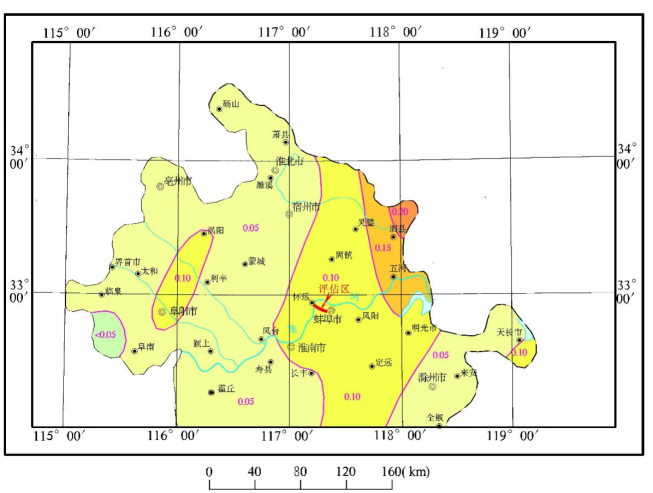 115° 00′ 116° 00′ 117° 00′ 118° 00′ 119° 00′
34° 00′
34° 00′
砀山
萧县
淮北市
濉溪
亳州市
宿州市
0.20
泗县
灵璧
0.05
涡阳
0.15
蒙城
固镇
界首市
太和
0.10
利辛
0.10
五河
33° 00′
33° 00′
临泉
评估区
怀远
淮
河
阜阳市
蚌埠市
凤阳
<0.05
凤台
明光市
天长市
阜南
颍上
淮南市
0.05
0.10
寿县
长丰
定远
滁州市
来安
霍丘
0.05
0.10
全椒
115° 00′ 116° 00′ 117° 00′ 118° 00′ 119° 00′
0 40 80 120 160(km)